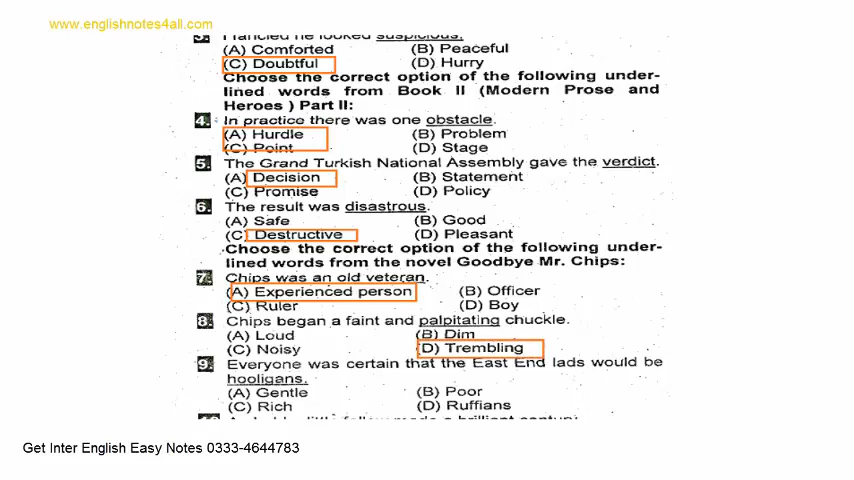 www.englishnotes4all.com
3. I fancied he looked suspicious.
(A) Comforted (B) Peaceful
(C) Doubtful (D) Hurry
Choose the correct option of the following under-
lined words from Book II (Modern Prose and
Heroes ) Part II:
4. In practice there was one obstacle.
(A) Hurdle (B) Problem
(C) Point (D) Stage
5. The Grand Turkish National Assembly gave the verdict.
(A) Decision (B) Statement
(C) Promise (D) Policy
6. The result was disastrous.
(A) Safe (B) Good
(C) Destructive (D) Pleasant
Choose the correct option of the following under-
lined words from the novel Goodbye Mr. Chips:
7. Chips was an old veteran.
(A) Experienced person (B) Officer
(C) Ruler (D) Boy
8. Chips began a faint and palpitating chuckle.
(A) Loud (B) Dim
(C) Noisy (D) Trembling
9. Everyone was certain that the East End lads would be
hooligans.
(A) Gentle (B) Poor
(C) Rich (D) Ruffians
little fellow made a brilliant century
Get Inter English Easy Notes 0333-4644783